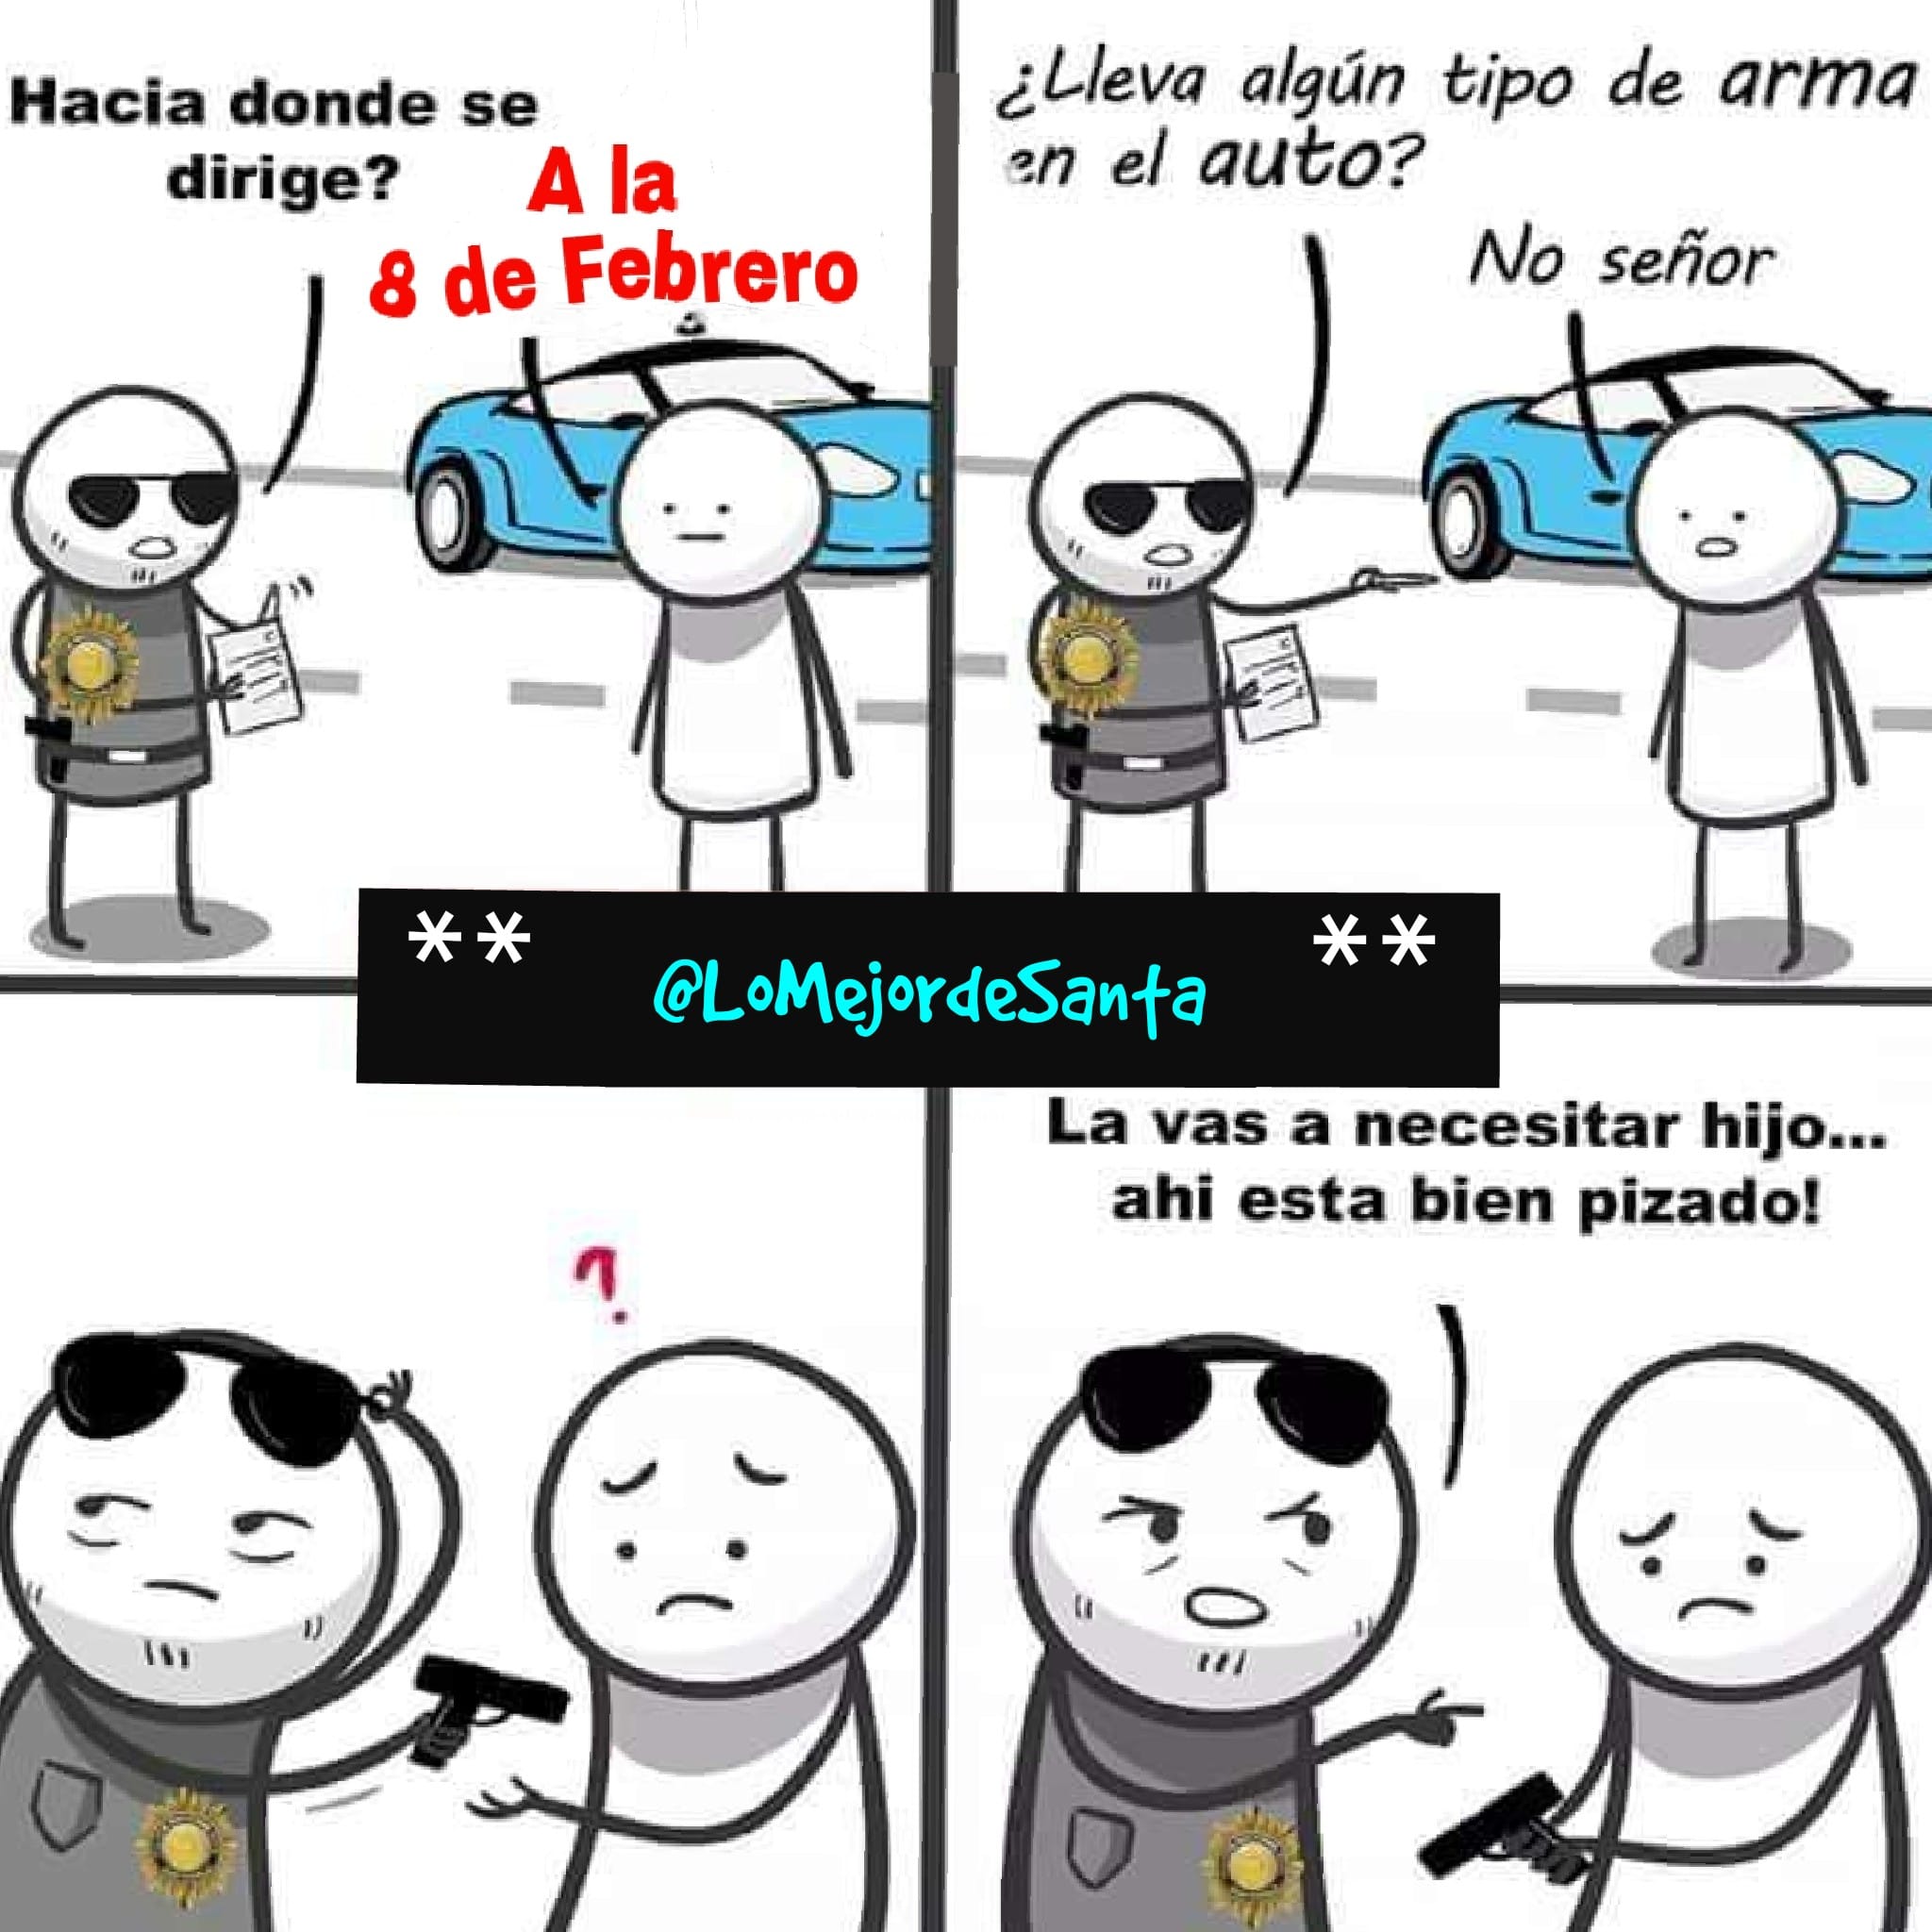 Hacia donde se
dirige?
A la
8 de Febrero
¿Lleva algún tipo de arma
en el auto?
No señor
** **
@LoMejordeSanta
?
La vas a necesitar hijo...
ahi esta bien pizado!